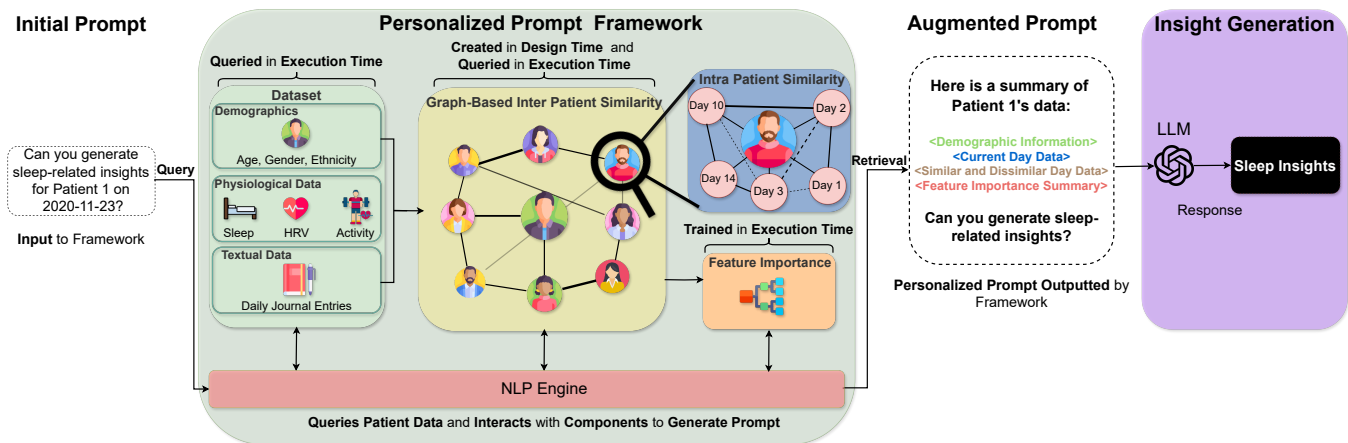 Initial Prompt
Can you generate
sleep-related insights
for Patient 1 on
2020-11-23?
Input to Framework
Query
Personalized Prompt Framework
Queried in Execution Time
Dataset
Demographics
Age, Gender, Ethnicity
Physiological Data
Sleep
HRV
Activity
Textual Data
Daily Journal Entries
Created in Design Time and
Queried in Execution Time
Graph-Based Inter Patient Similarity
Intra Patient Similarity
Day 10
Day 2
Day 14
Day 3
Day 1
Trained in Execution Time
Feature Importance
NLP Engine
Queries Patient Data and Interacts with Components to Generate Prompt
Retrieval
Augmented Prompt
Here is a summary of
Patient 1's data:
<Demographic Information>
<Current Day Data>
<Similar and Dissimilar Day Data>
<Feature Importance Summary>
Can you generate sleep-
related insights?
Personalized Prompt Outputted by
Framework
Insight Generation
LLM
Response
Sleep Insights